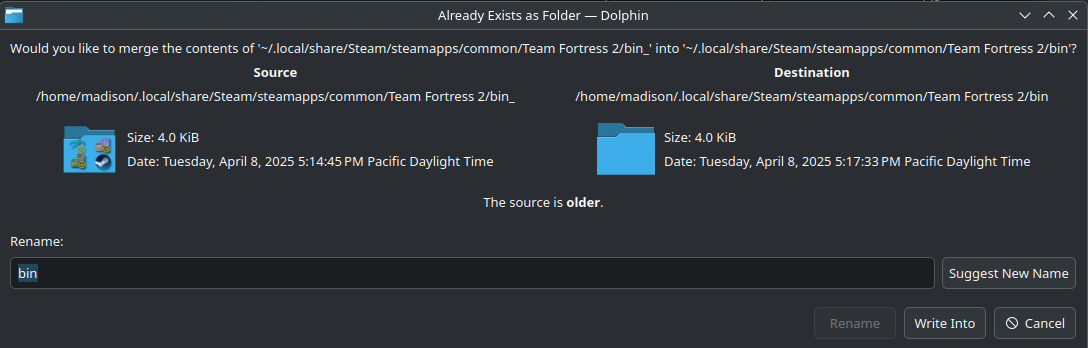 Already Exists as Folder — Dolphin
Would you like to merge the contents of '~/.local/share/Steam/steamapps/common/Team Fortress 2/bin_' into '~/.local/share/Steam/steamapps/common/Team Fortress 2/bin'?
Source
Destination
/home/madison/.local/share/Steam/steamapps/common/Team Fortress 2/bin_
/home/madison/.local/share/Steam/steamapps/common/Team Fortress 2/bin
Size: 4.0 KiB
Date: Tuesday, April 8, 2025 5:14:45 PM Pacific Daylight Time
Size: 4.0 KiB
Date: Tuesday, April 8, 2025 5:17:33 PM Pacific Daylight Time
The source is older.
Rename:
bin
Suggest New Name
Rename
Write Into
Cancel